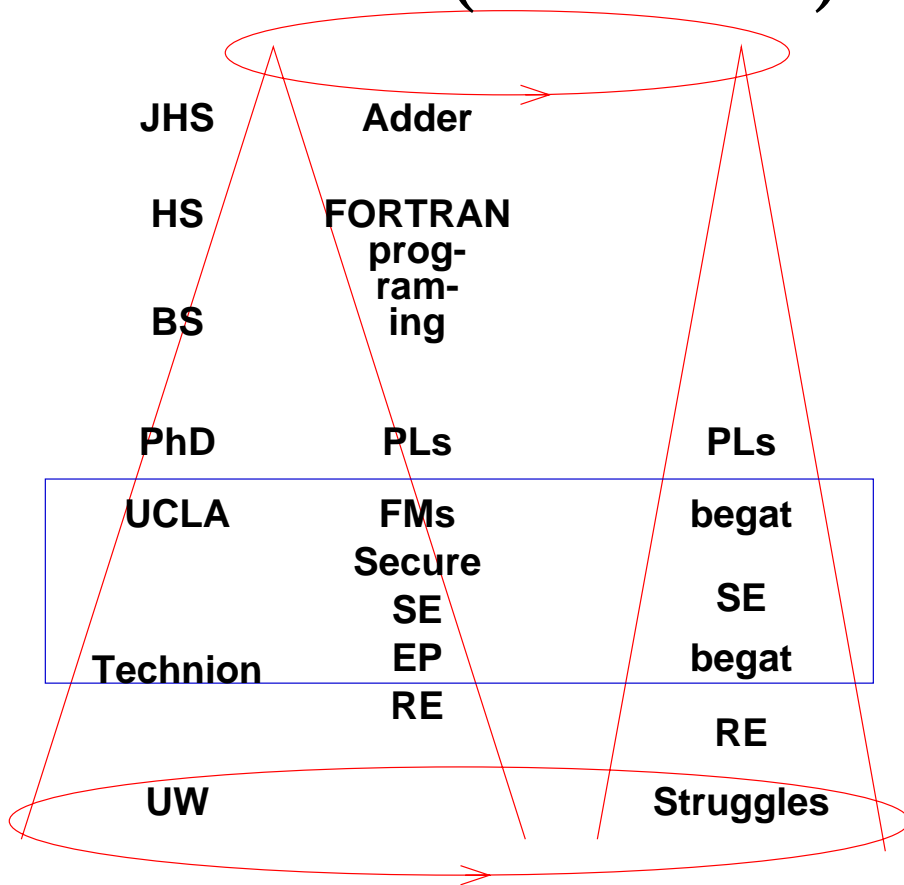 ( )
JHS Adder
HS FORTRAN
prog-
ram-
BS ing
PhD PLs PLs
UCLA FMs begat
Secure
SE SE
Technion EP begat
RE RE
UW Struggles